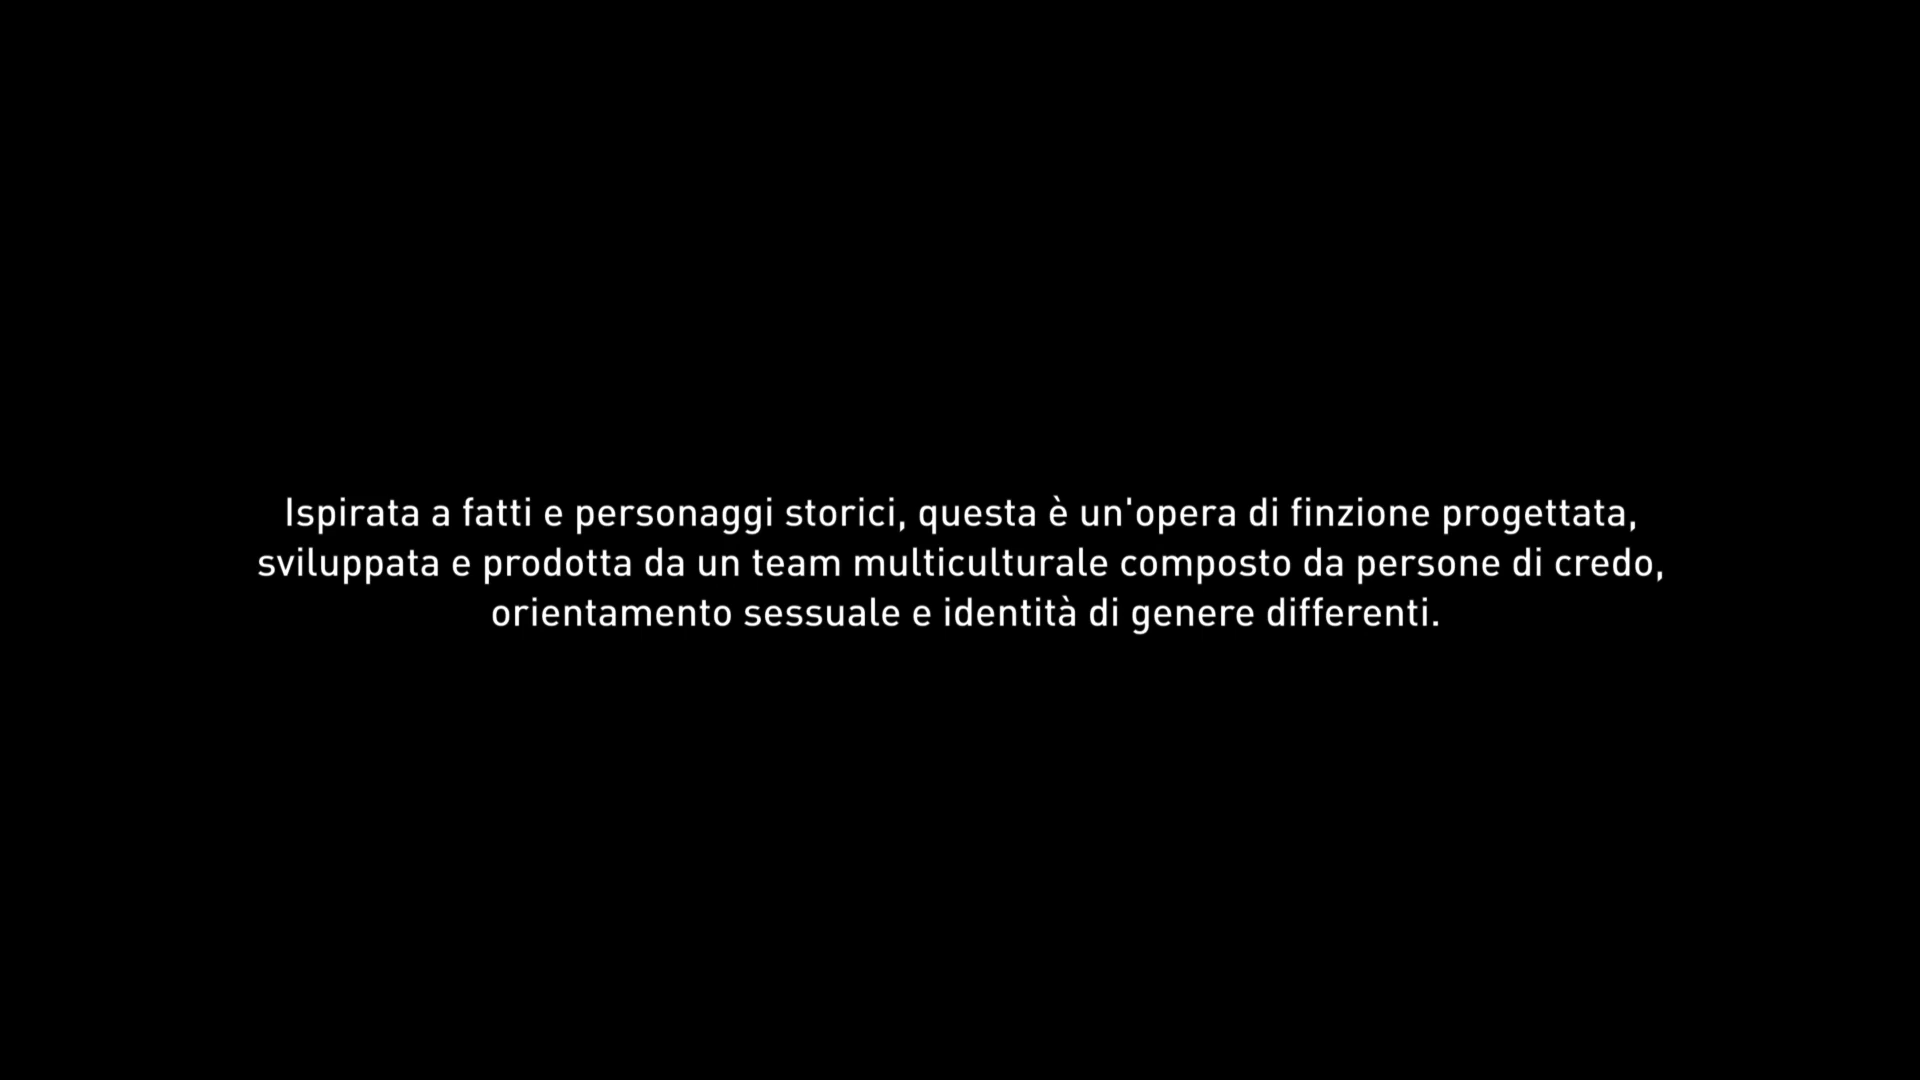 Ispirata a fatti e personaggi storici, questa è un'opera di finzione progettata,
sviluppata e prodotta da un team multiculturale composto da persone di credo,
orientamento sessuale e identità di genere differenti.